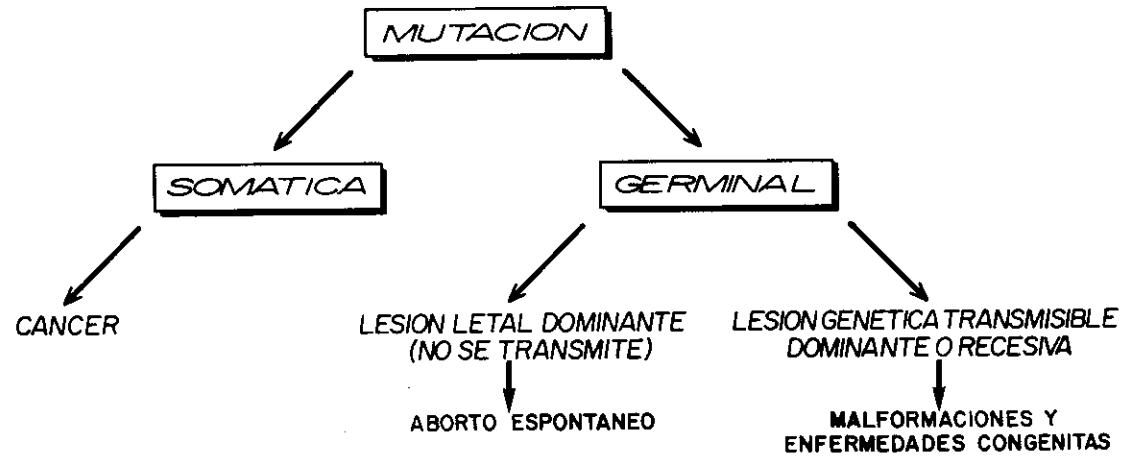 MUTACION
SOMATICA
GERMINAL
CANCER
LESION LETAL DOMINANTE
(NO SE TRANSMITE)
ABORTO ESPONTANEO
LESION GENETICA TRANSMISIBLE
DOMINANTE O RECESIVA
MALFORMACIONES Y
ENFERMEDADES CONGENITAS